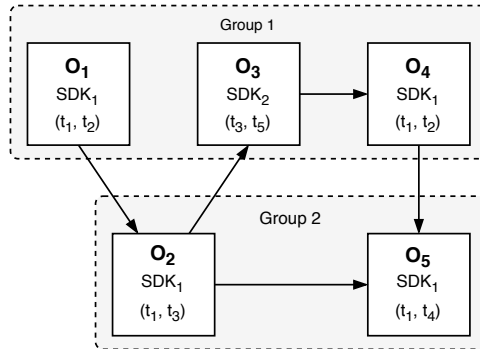 Group 1
O₁
SDK₁
(t₁, t₂)
O₃
SDK₂
(t₃, t₅)
O₄
SDK₁
(t₁, t₂)
Group 2
O₂
SDK₁
(t₁, t₃)
O₅
SDK₁
(t₁, t₄)